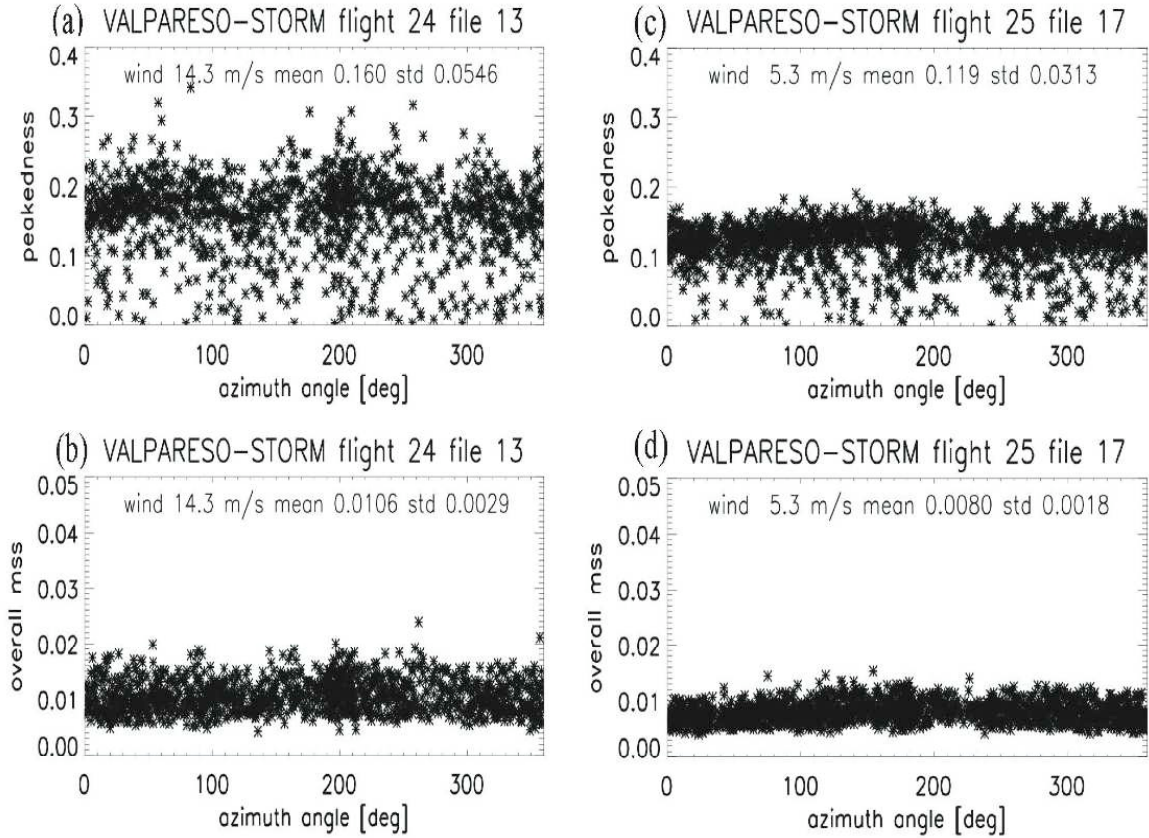 (a) VALPARESO-STORM flight 24 file 13
wind 14.3 m/s mean 0.160 std 0.0546
peakedness
0.4
0.3
0.2
0.1
0.0
0 100 200 300
azimuth angle [deg]
(c) VALPARESO-STORM flight 25 file 17
wind 5.3 m/s mean 0.119 std 0.0313
peakedness
0.4
0.3
0.2
0.1
0.0
0 100 200 300
azimuth angle [deg]
(b) VALPARESO-STORM flight 24 file 13
wind 14.3 m/s mean 0.0106 std 0.0029
overall mss
0.05
0.04
0.03
0.02
0.01
0.00
0 100 200 300
azimuth angle [deg]
(d) VALPARESO-STORM flight 25 file 17
wind 5.3 m/s mean 0.0080 std 0.0018
overall mss
0.05
0.04
0.03
0.02
0.01
0.00
0 100 200 300
azimuth angle [deg]